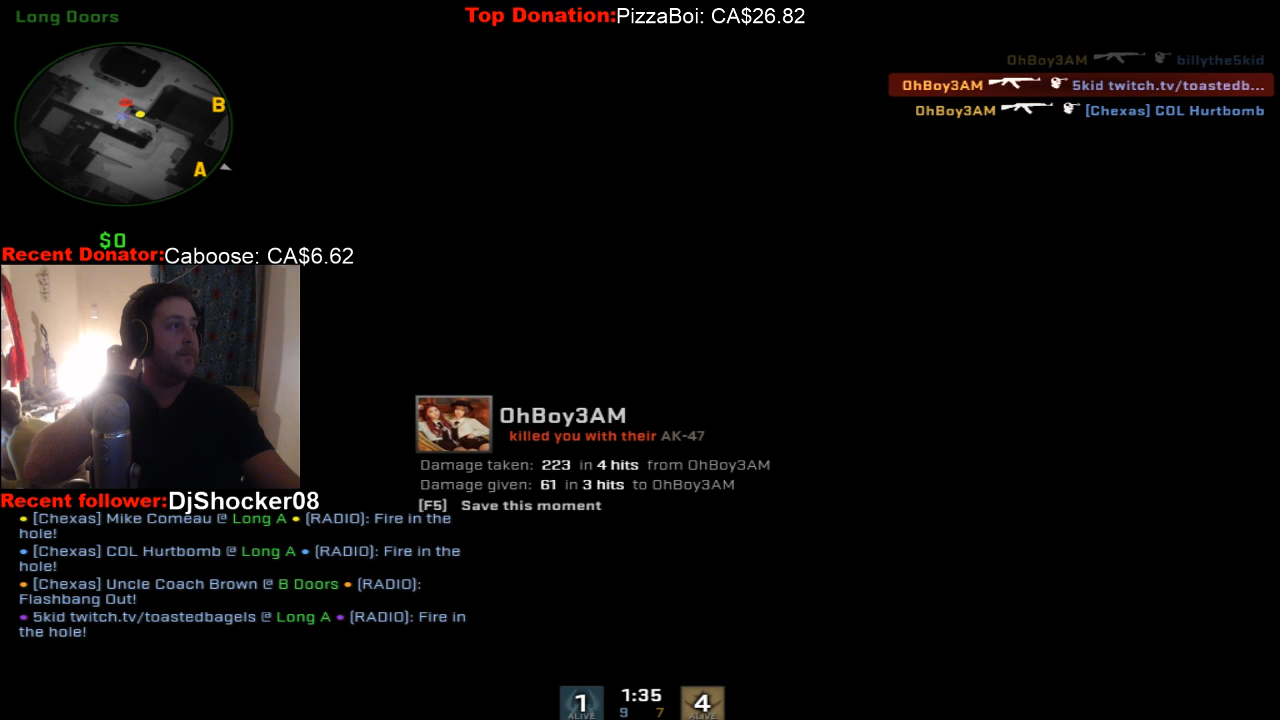 Long Doors
Top Donation:PizzaBoi: CA$26.82
OhBoy3AM billythe5kid
OhBoy3AM 5kid twitch.tv/toastedb...
OhBoy3AM [Chexas] COL Hurtbomb
B
A
$0
Recent Donator:Caboose: CA$6.62
OhBoy3AM
killed you with their AK-47
Damage taken: 223 in 4 hits from OhBoy3AM
Damage given: 61 in 3 hits to OhBoy3AM
[F5] Save this moment
Recent follower:DjShocker08
• [Chexas] Mike Comeau @ Long A • (RADIO): Fire in the
hole!
• [Chexas] COL Hurtbomb @ Long A • (RADIO): Fire in the
hole!
• [Chexas] Uncle Coach Brown @ B Doors • (RADIO):
Flashbang Out!
• 5kid twitch.tv/toastedbagels @ Long A • (RADIO): Fire in
the hole!
1 1:35 4
ALIVE 9 7 ALIVE